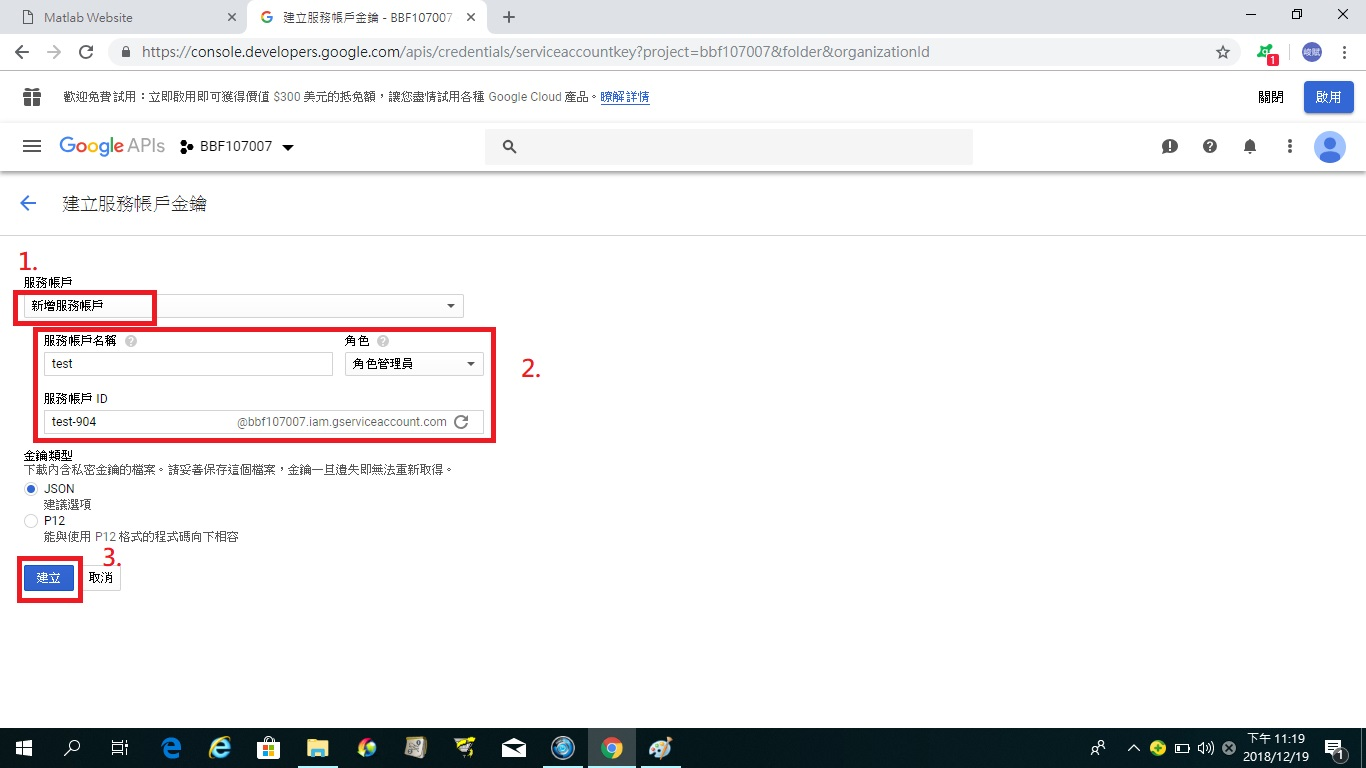 Matlab Website
建立服務帳戶金鑰 - BBF107007
https://console.developers.google.com/apis/credentials/serviceaccountkey?project=bbf107007&folder&organizationId
1
峻賦
歡迎免費試用：立即啟用即可獲得價值 $300 美元的抵免額，讓您盡情試用各種 Google Cloud 產品。瞭解詳情
關閉
啟用
Google APIs
BBF107007
建立服務帳戶金鑰
1.
服務帳戶
新增服務帳戶
服務帳戶名稱
角色
test
角色管理員
2.
服務帳戶 ID
test-904
@bbf107007.iam.gserviceaccount.com
金鑰類型
下載內含私密金鑰的檔案。請妥善保存這個檔案，金鑰一旦遺失即無法重新取得。
JSON
建議選項
P12
能與使用 P12 格式的程式碼向下相容
3.
建立
取消
下午 11:19
2018/12/19
1